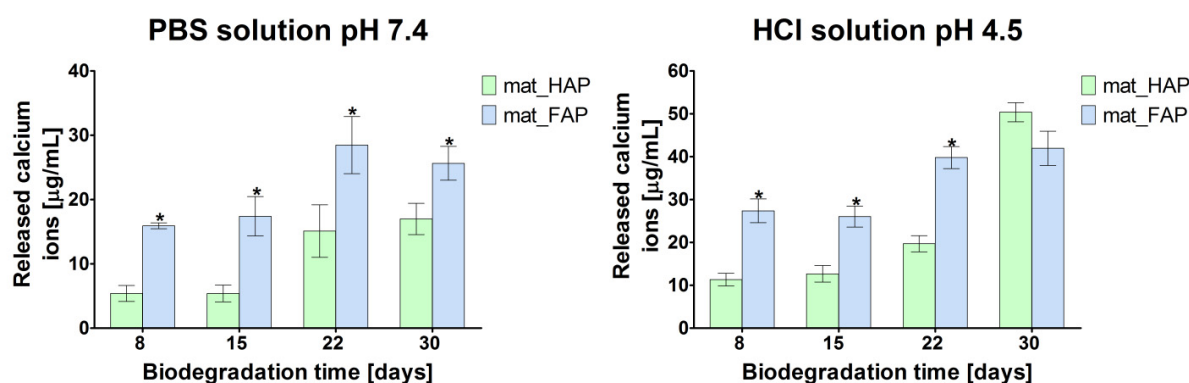 PBS solution pH 7.4
40
30
20
10
0
Released calcium
ions [µg/mL]
mat_HAP
mat_FAP
*
*
*
*
8
15
22
30
Biodegradation time [days]
HCl solution pH 4.5
60
50
40
30
20
10
0
Released calcium
ions [µg/mL]
mat_HAP
mat_FAP
*
*
*
8
15
22
30
Biodegradation time [days]